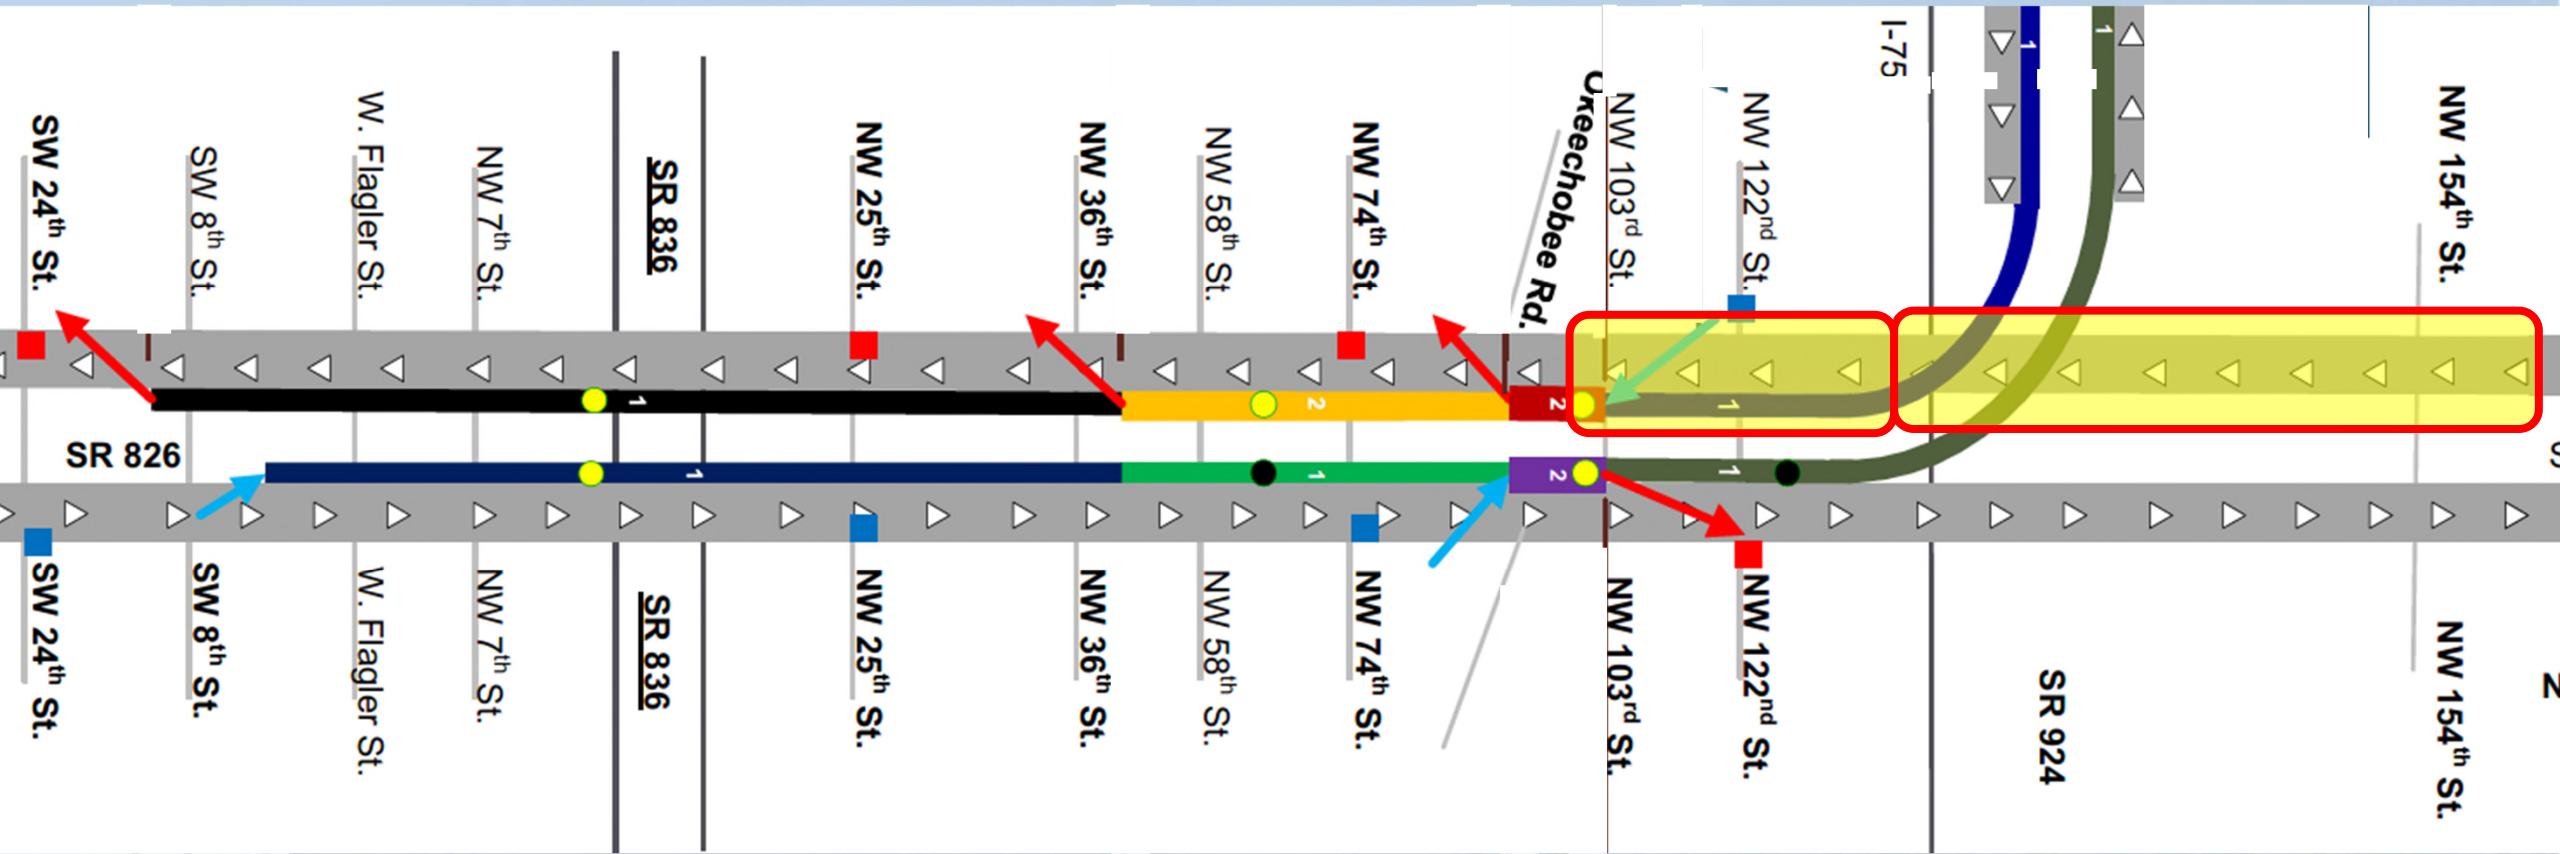 SW 24th St.
SW 8th St.
W. Flagler St.
NW 7th St.
SR 836
NW 25th St.
NW 36th St.
NW 58th St.
NW 74th St.
Okeechobee Rd.
NW 103rd St.
NW 122nd St.
I-75
1
1
NW 154th St.
1
2
2
1
SR 826
1
1
2
1
SW 24th St.
SW 8th St.
W. Flagler St.
NW 7th St.
SR 836
NW 25th St.
NW 36th St.
NW 58th St.
NW 74th St.
NW 103rd St.
NW 122nd St.
SR 924
NW 154th St.